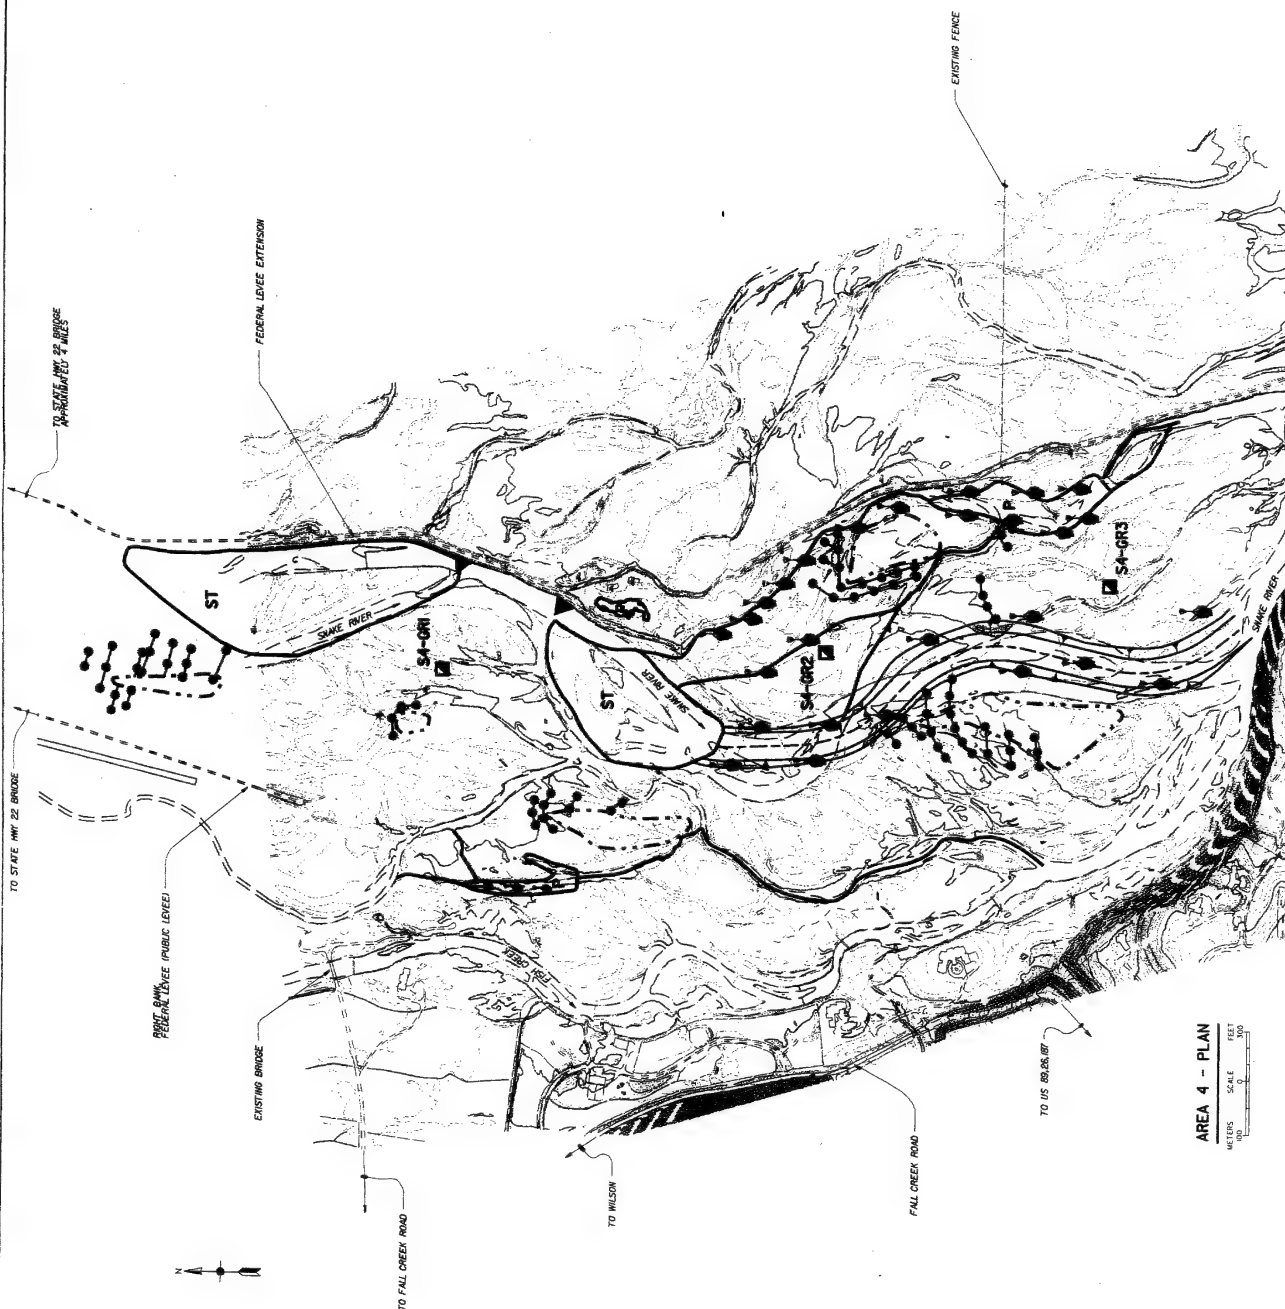 EXISTING FENCE
FEDERAL LEVEE EXTENSION
TO STATE HWY 22 BRIDGE
APPROXIMATELY 4 MILES
ST
SNAKE RIVER
S4-GR1
TO STATE HWY 22 BRIDGE
RIGHT BANK
FEDERAL LEVEE (PUBLIC LEVEE)
ST
SNAKE RIVER
S4-GR2
P
S4-GR3
SNAKE RIVER
P
FISH CREEK
EXISTING BRIDGE
TO US 89,26,187
AREA 4 - PLAN
METERS SCALE FEET
100 0 300
FALL CREEK ROAD
TO WILSON
TO FALL CREEK ROAD
N